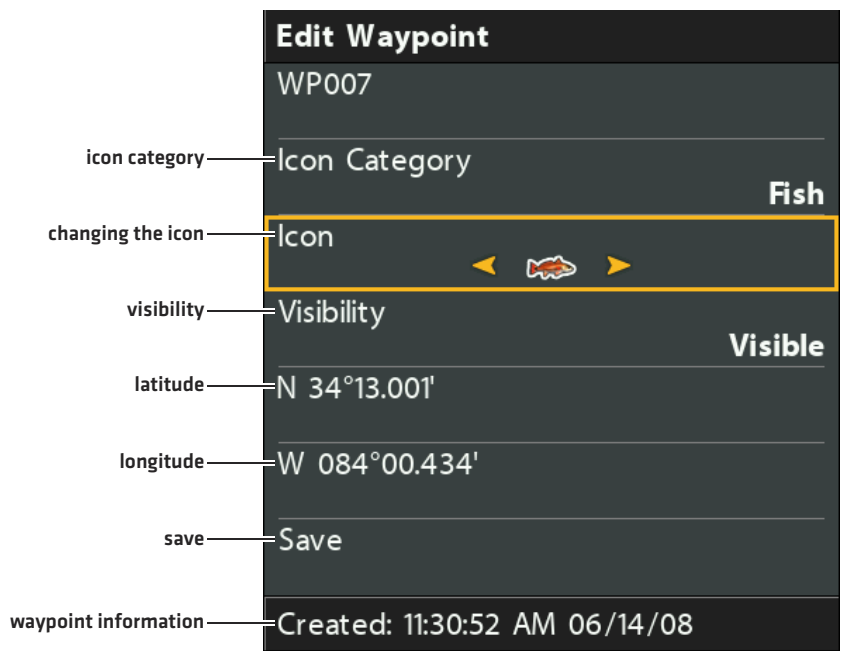 Edit Waypoint
WP007
icon category
Icon Category
Fish
changing the icon
Icon
visibility
Visibility
Visible
latitude
N 34°13.001'
longitude
W 084°00.434'
save
Save
waypoint information
Created: 11:30:52 AM 06/14/08